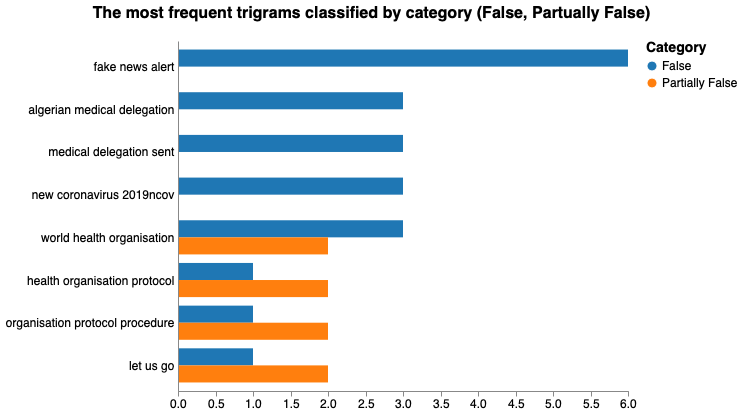 The most frequent trigrams classified by category (False, Partually False)
Category
False
Partially False
fake news alert
algerian medical delegation
medical delegation sent
new coronavirus 2019ncov
world health organisation
health organisation protocol
organisation protocol procedure
let us go
0.0 0.5 1.0 1.5 2.0 2.5 3.0 3.5 4.0 4.5 5.0 5.5 6.0